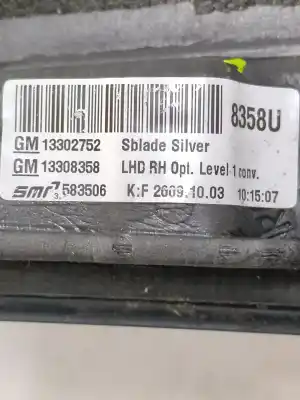 8358U
GM 13302752 Sblade Silver
GM 13308358 LHD RH Opt. Level 1 conv.
smr 583506 K:F 2009.10.03 10:15:07